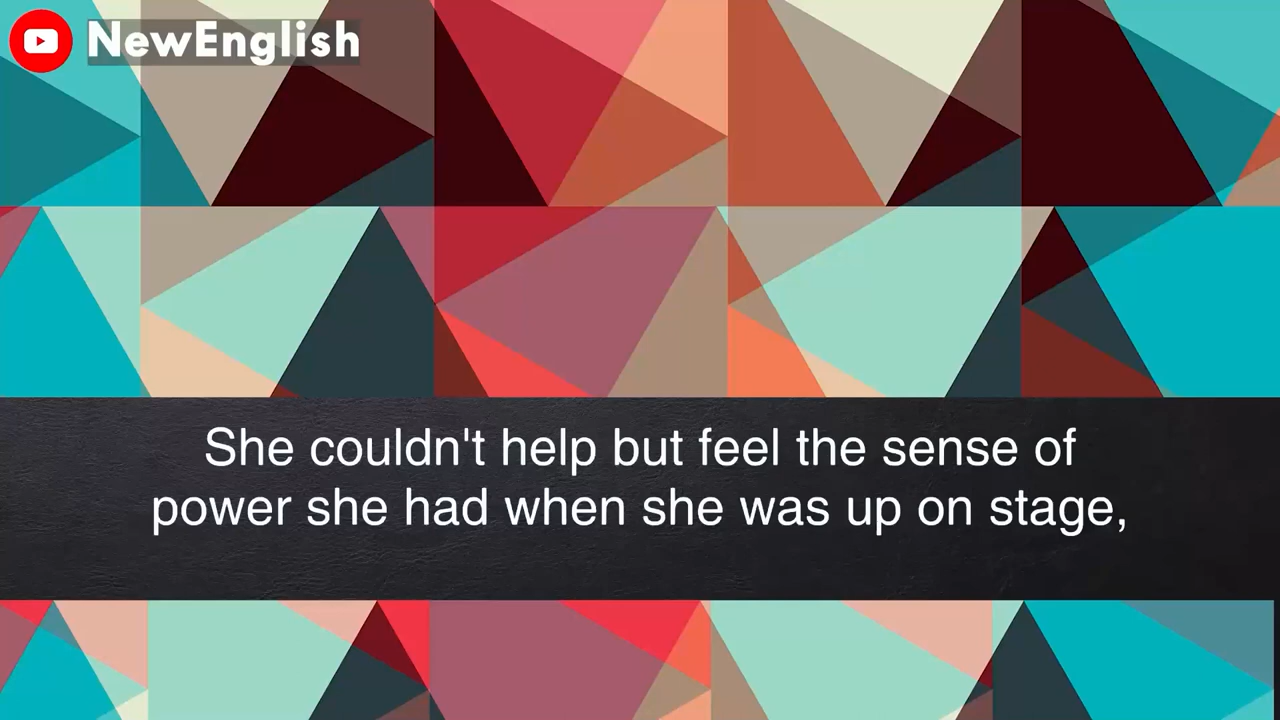 NewEnglish
She couldn't help but feel the sense of
power she had when she was up on stage,